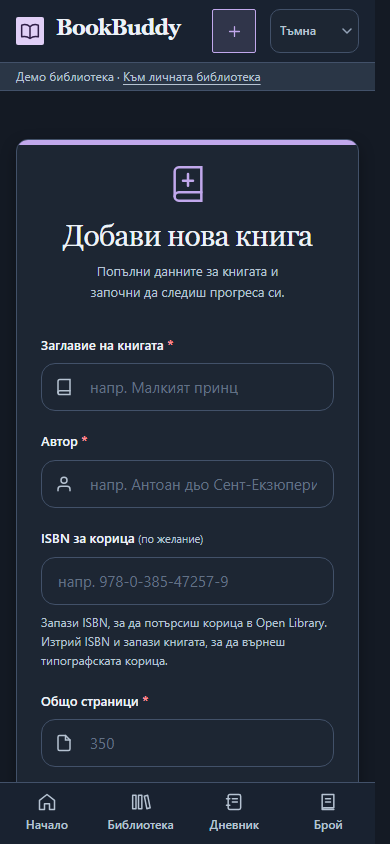 BookBuddy
+
Тъмна
Демо библиотека · Към личната библиотека
Добави нова книга
Попълни данните за книгата и
започни да следиш прогреса си.
Заглавие на книгата *
напр. Малкият принц
Автор *
напр. Антоан дьо Сент-Екзюпери
ISBN за корица (по желание)
напр. 978-0-385-47257-9
Запази ISBN, за да потърсиш корица в Open Library.
Изтрий ISBN и запази книгата, за да върнеш
типографската корица.
Общо страници *
350
Начало
Библиотека
Дневник
Брой